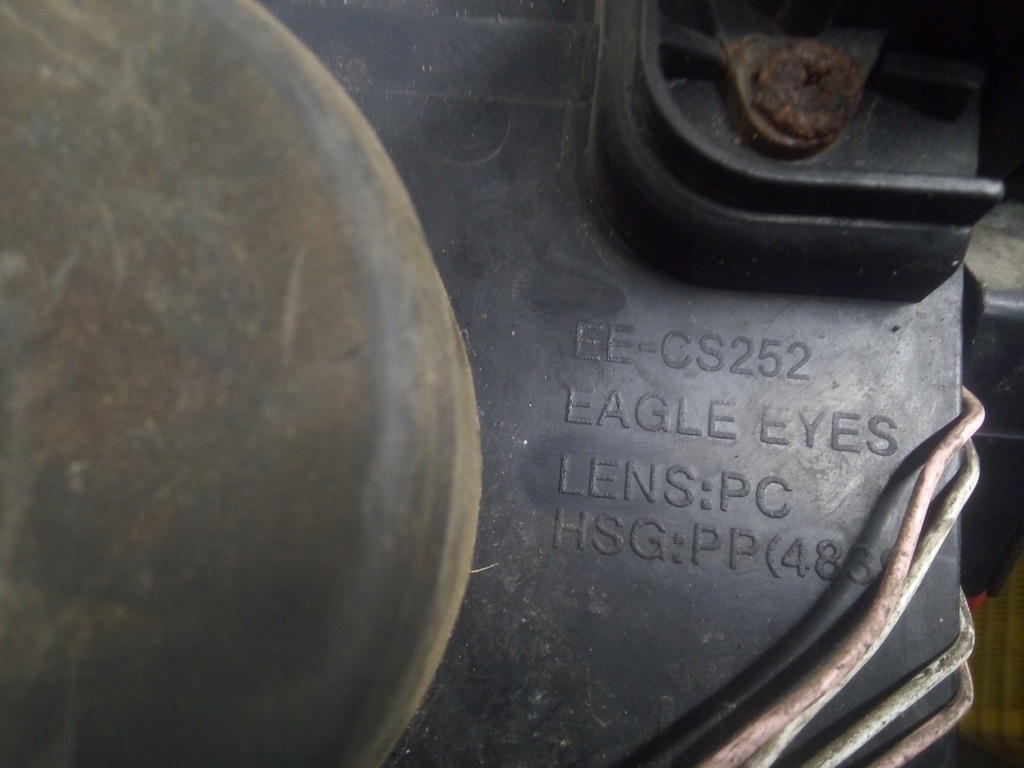 EE-CS252
EAGLE EYES
LENS:PC
HSG:PP(48